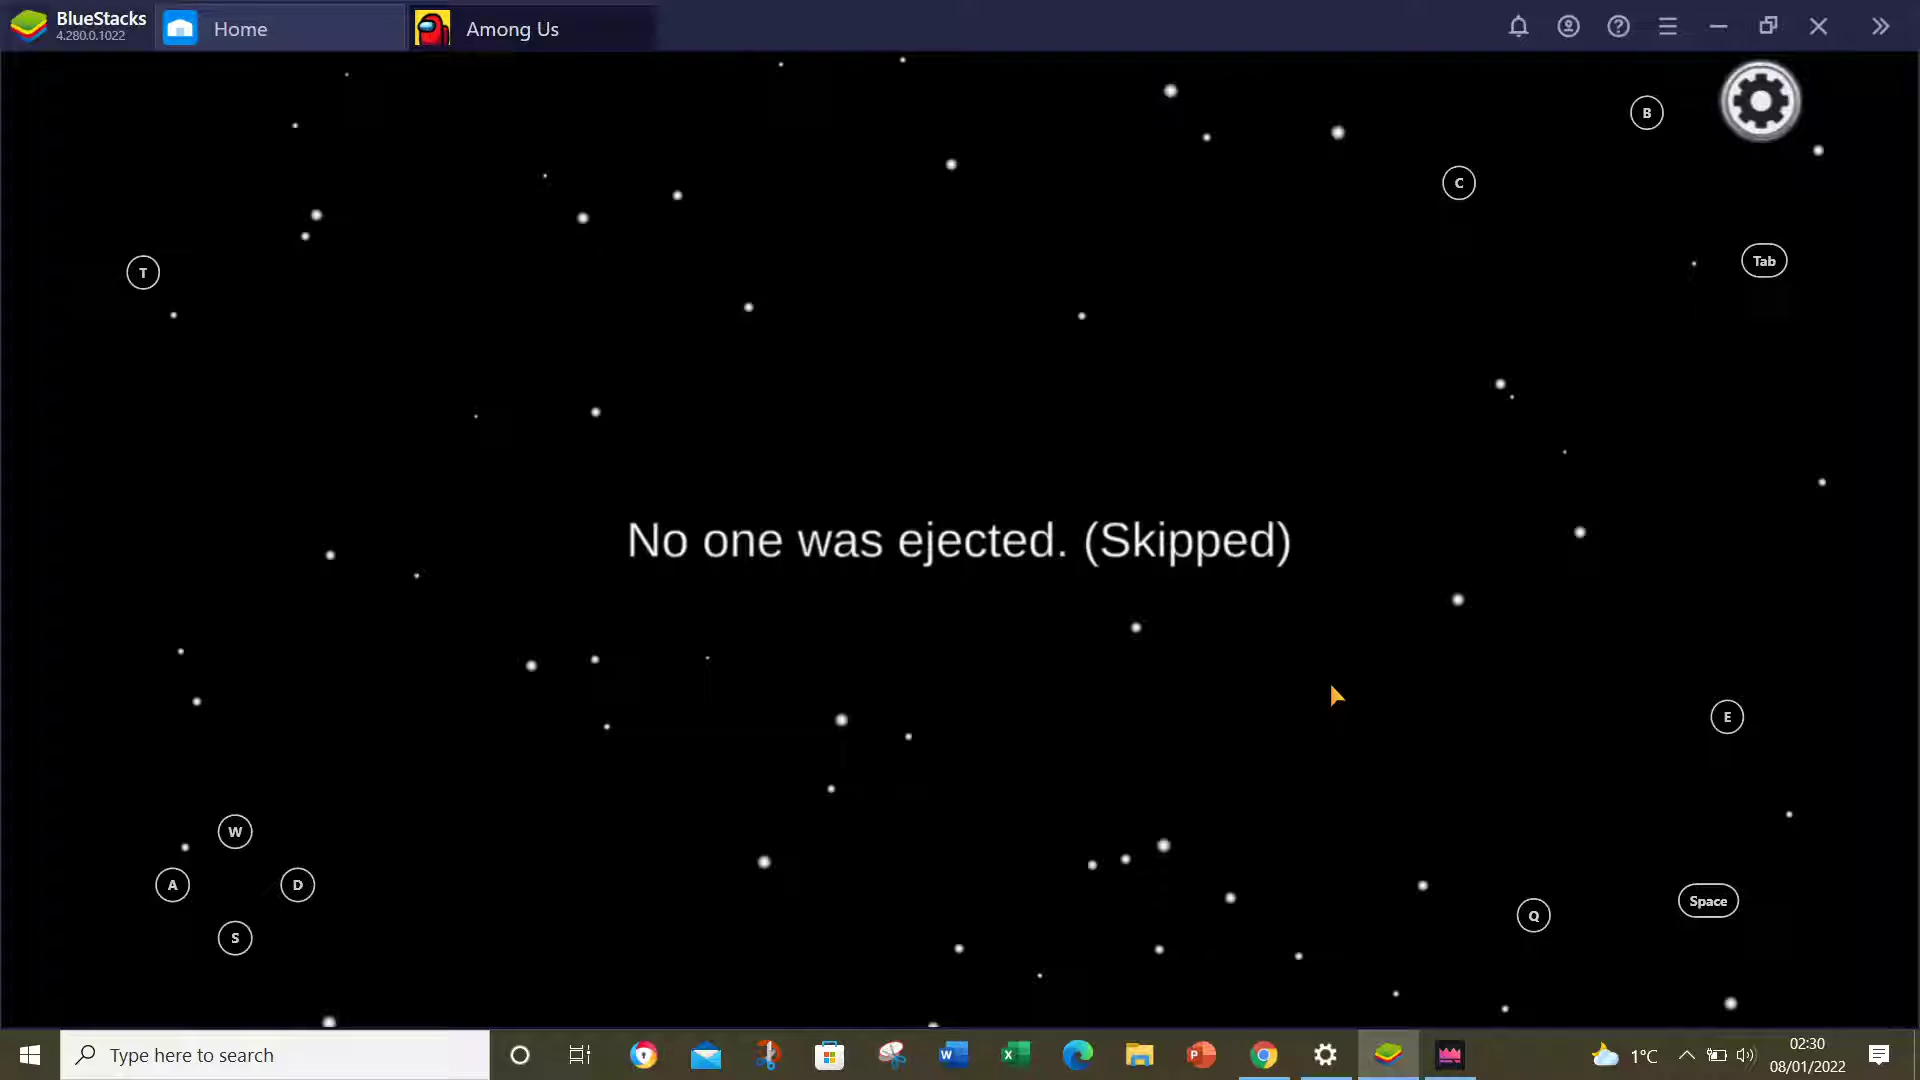 BlueStacks
4.280.0.1022
Home
Among Us
B
C
T
Tab
No one was ejected. (Skipped)
E
W
A
D
S
Q
Space
Type here to search
1°C
02:30
08/01/2022